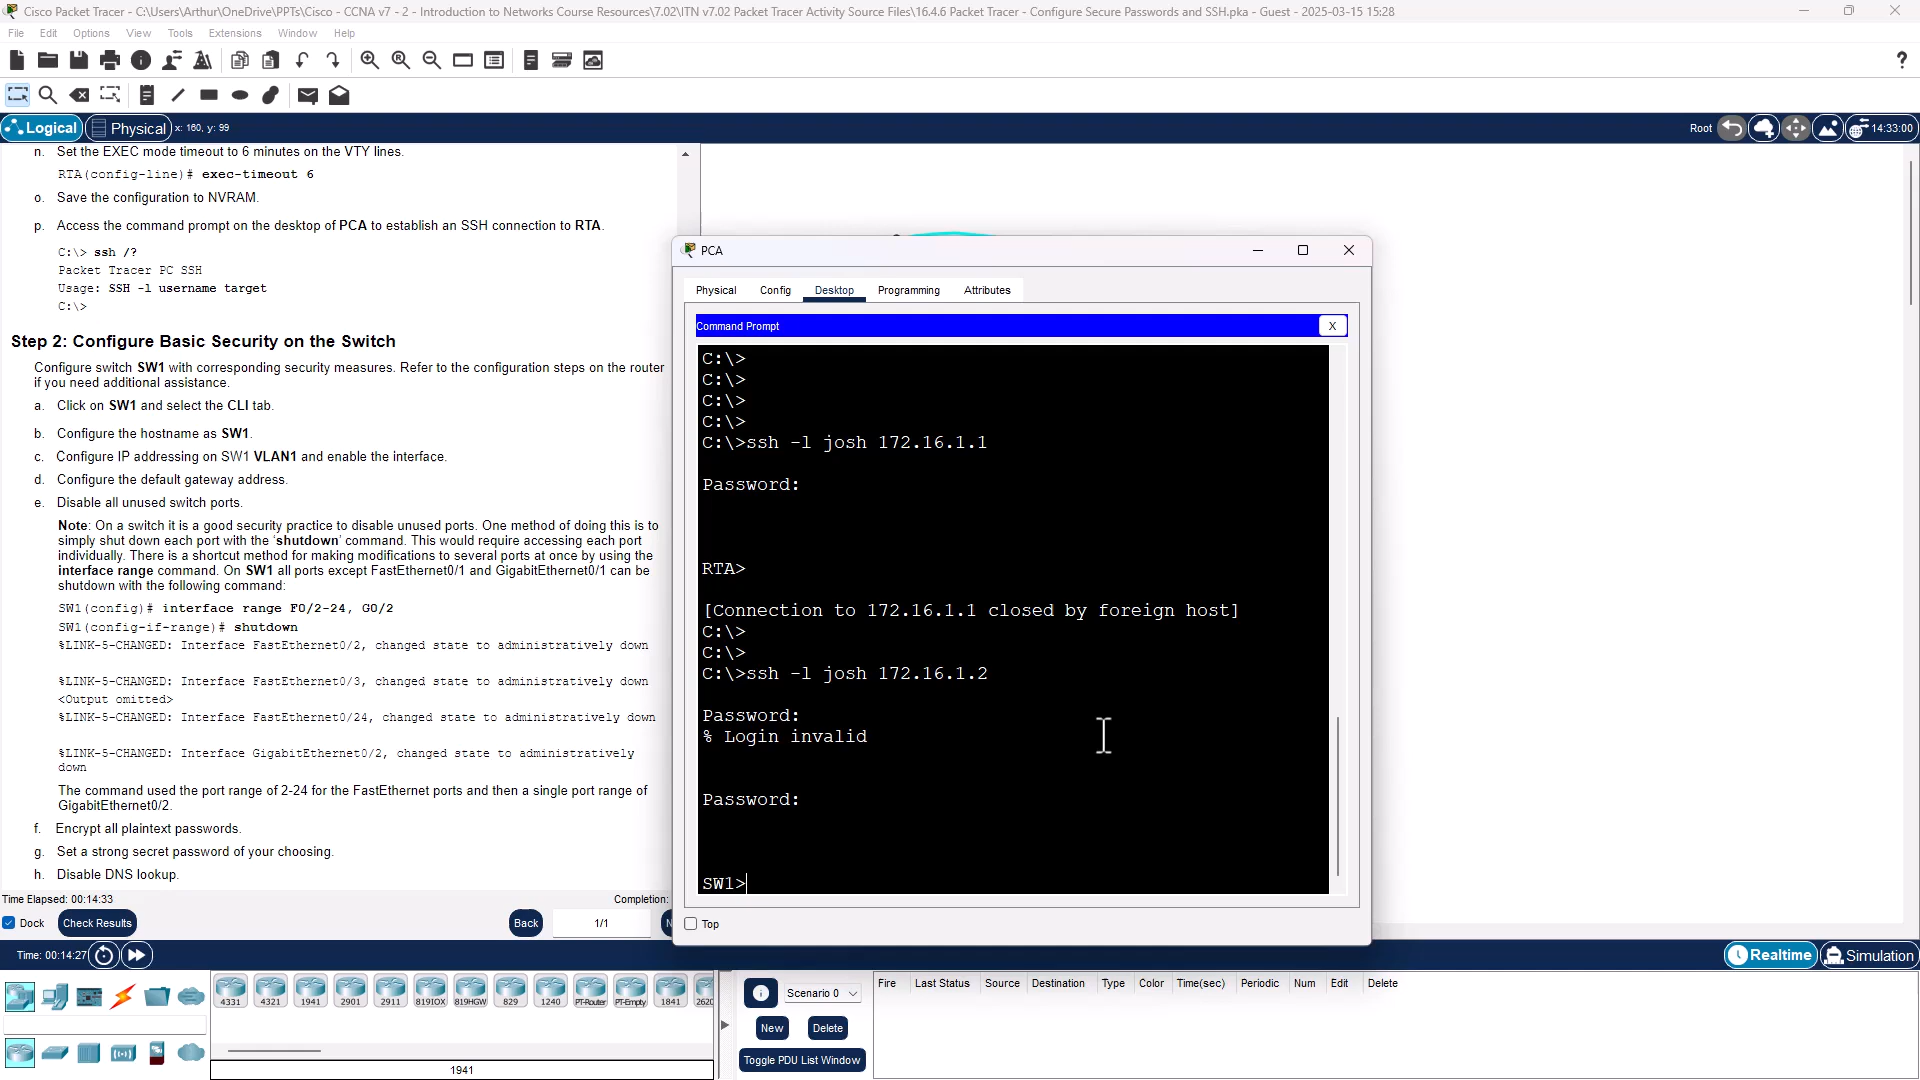 Cisco Packet Tracer - C:\Users\Arthur\OneDrive\PPTs\Cisco - CCNA v7 - 2 - Introduction to Networks Course Resources\7.02\ITN v7.02 Packet Tracer Activity Source Files\16.4.6 Packet Tracer - Configure Secure Passwords and SSH.pka - Guest - 2025-03-15 15:28
File Edit Options View Tools Extensions Window Help
?
Logical Physical x: 160, y: 99 Root 14:33:00
n. Set the EXEC mode timeout to 6 minutes on the VTY lines.
RTA(config-line)# exec-timeout 6
o. Save the configuration to NVRAM.
p. Access the command prompt on the desktop of PCA to establish an SSH connection to RTA.
C:\> ssh /?
Packet Tracer PC SSH
Usage: SSH -l username target
C:\>
Step 2: Configure Basic Security on the Switch
Configure switch SW1 with corresponding security measures. Refer to the configuration steps on the router
if you need additional assistance.
a. Click on SW1 and select the CLI tab.
b. Configure the hostname as SW1.
c. Configure IP addressing on SW1 VLAN1 and enable the interface.
d. Configure the default gateway address.
e. Disable all unused switch ports.
Note: On a switch it is a good security practice to disable unused ports. One method of doing this is to
simply shut down each port with the 'shutdown' command. This would require accessing each port
individually. There is a shortcut method for making modifications to several ports at once by using the
interface range command. On SW1 all ports except FastEthernet0/1 and GigabitEthernet0/1 can be
shutdown with the following command:
SW1(config)# interface range F0/2-24, G0/2
SW1(config-if-range)# shutdown
%LINK-5-CHANGED: Interface FastEthernet0/2, changed state to administratively down
%LINK-5-CHANGED: Interface FastEthernet0/3, changed state to administratively down
<Output omitted>
%LINK-5-CHANGED: Interface FastEthernet0/24, changed state to administratively down
%LINK-5-CHANGED: Interface GigabitEthernet0/2, changed state to administratively
down
The command used the port range of 2-24 for the FastEthernet ports and then a single port range of
GigabitEthernet0/2.
f. Encrypt all plaintext passwords.
g. Set a strong secret password of your choosing.
h. Disable DNS lookup.
Time Elapsed: 00:14:33 Completion:
Dock Check Results Back 1/1 N
PCA
Physical Config Desktop Programming Attributes
Command Prompt X
C:\>
C:\>
C:\>
C:\>
C:\>ssh -l josh 172.16.1.1
Password:
RTA>
[Connection to 172.16.1.1 closed by foreign host]
C:\>
C:\>
C:\>ssh -l josh 172.16.1.2
Password:
% Login invalid
Password:
SW1>
Top
Time: 00:14:27 Realtime Simulation
4331 4321 1941 2901 2911 819IOX 819HGW 829 1240 PT-Router PT-Empty 1841 2620
1941
Scenario 0
New Delete
Toggle PDU List Window
Fire Last Status Source Destination Type Color Time(sec) Periodic Num Edit Delete